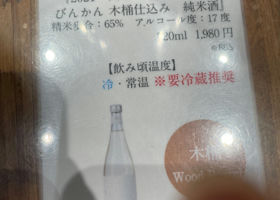 びんかん 木桶仕込み 純米酒』
精米歩合：65% アルコール度：17度
720ml 1,980円
【飲み頃温度】
冷・常温 ※要冷蔵推奨
木桶
Wood